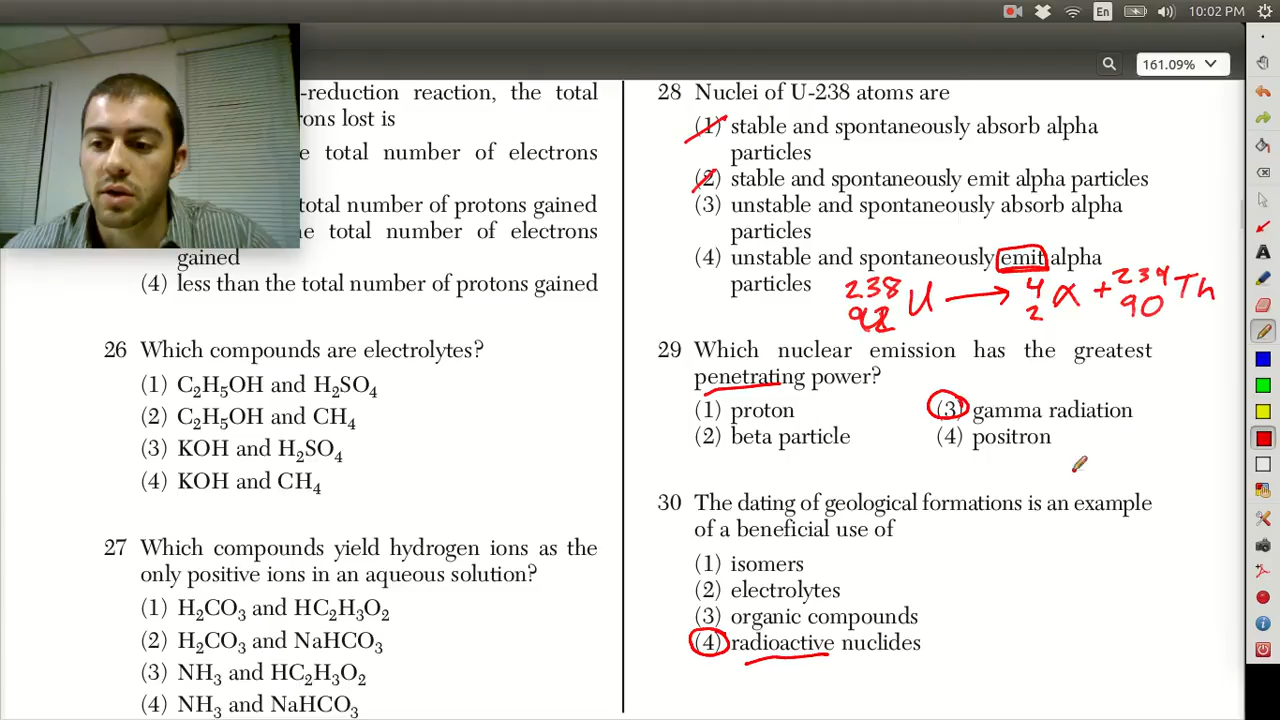 En
10:02 PM
161.09%
-reduction reaction, the total
rons lost is
e total number of electrons
total number of protons gained
e total number of electrons
gained
(4) less than the total number of protons gained
26 Which compounds are electrolytes?
(1) C₂H₅OH and H₂SO₄
(2) C₂H₅OH and CH₄
(3) KOH and H₂SO₄
(4) KOH and CH₄
27 Which compounds yield hydrogen ions as the
only positive ions in an aqueous solution?
(1) H₂CO₃ and HC₂H₃O₂
(2) H₂CO₃ and NaHCO₃
(3) NH₃ and HC₂H₃O₂
(4) NH₃ and NaHCO₃
28 Nuclei of U-238 atoms are
(1) stable and spontaneously absorb alpha
particles
(2) stable and spontaneously emit alpha particles
(3) unstable and spontaneously absorb alpha
particles
(4) unstable and spontaneously emit alpha
particles
²³⁸₉₂U → ⁴₂α + ²³⁴₉₀Th
29 Which nuclear emission has the greatest
penetrating power?
(1) proton
(2) beta particle
(3) gamma radiation
(4) positron
30 The dating of geological formations is an example
of a beneficial use of
(1) isomers
(2) electrolytes
(3) organic compounds
(4) radioactive nuclides